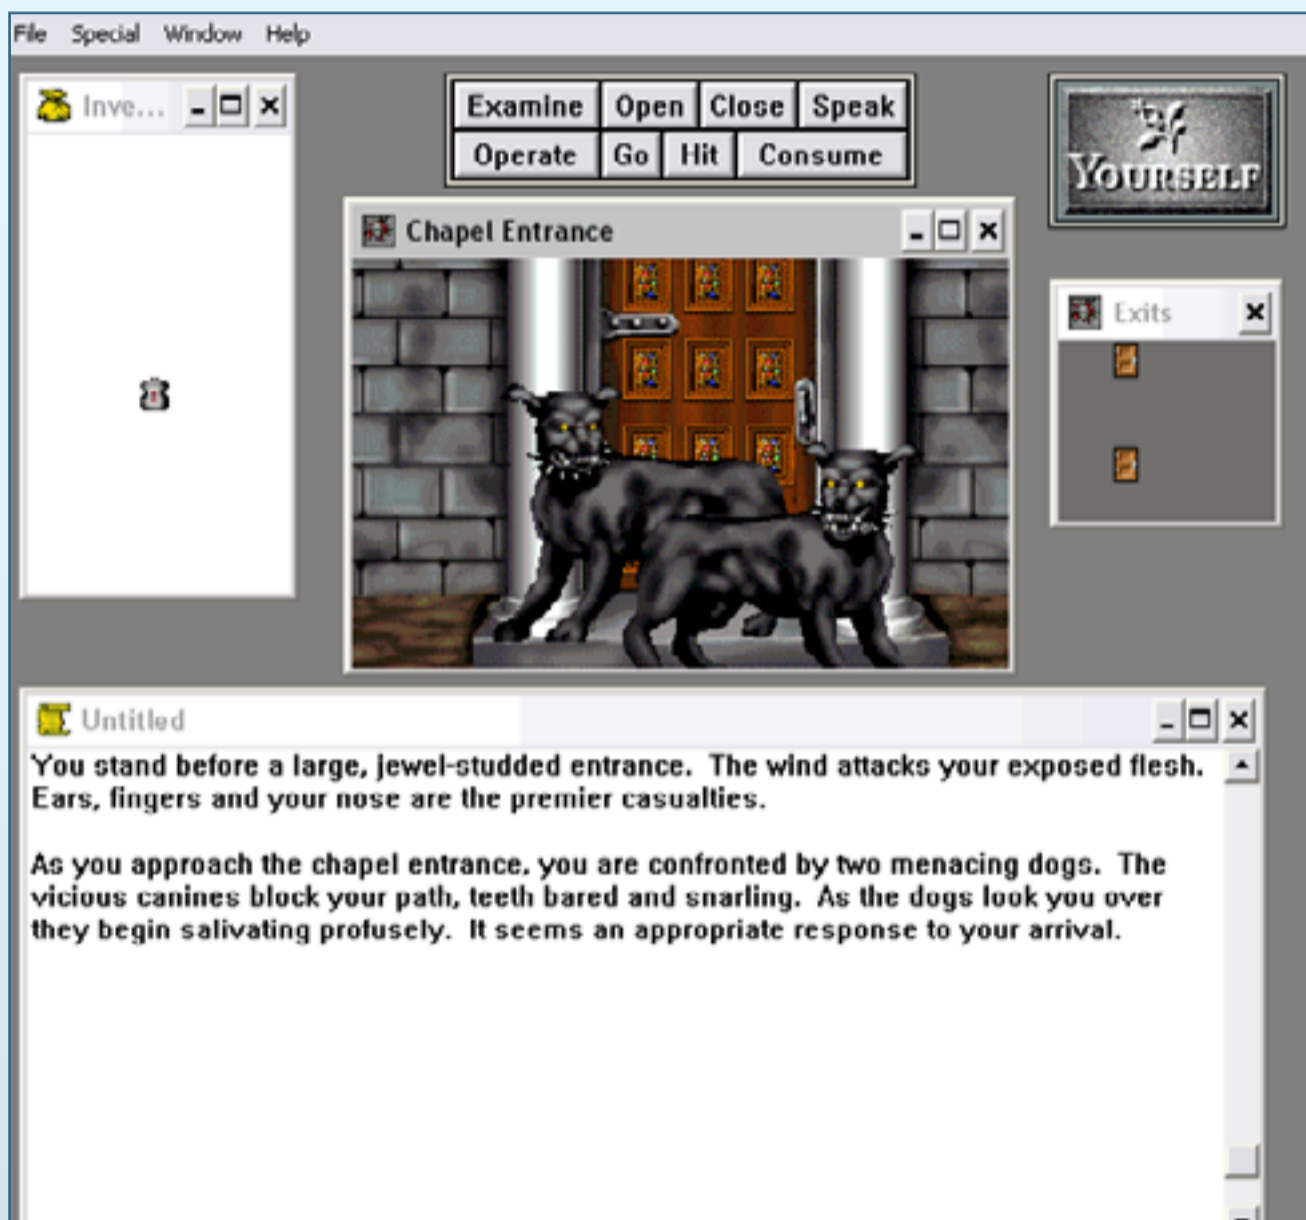 File Special Window Help
Inve...
Examine Open Close Speak
Operate Go Hit Consume
YOURSELF
Chapel Entrance
Exits
Untitled
You stand before a large, jewel-studded entrance. The wind attacks your exposed flesh.
Ears, fingers and your nose are the premier casualties.
As you approach the chapel entrance, you are confronted by two menacing dogs. The
vicious canines block your path, teeth bared and snarling. As the dogs look you over
they begin salivating profusely. It seems an appropriate response to your arrival.